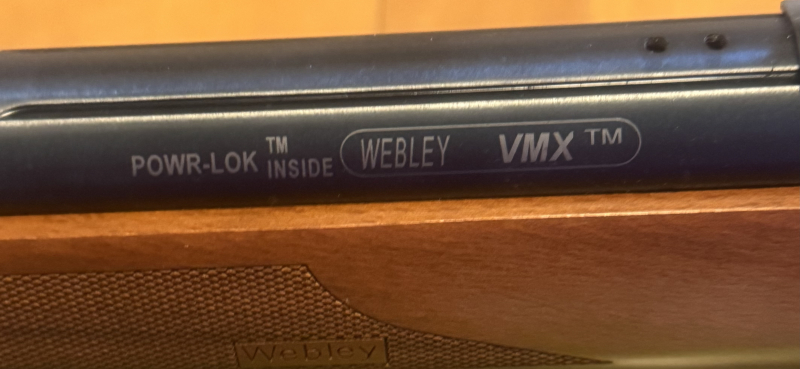 POWR-LOK ™ INSIDE WEBLEY VMX ™
Webley